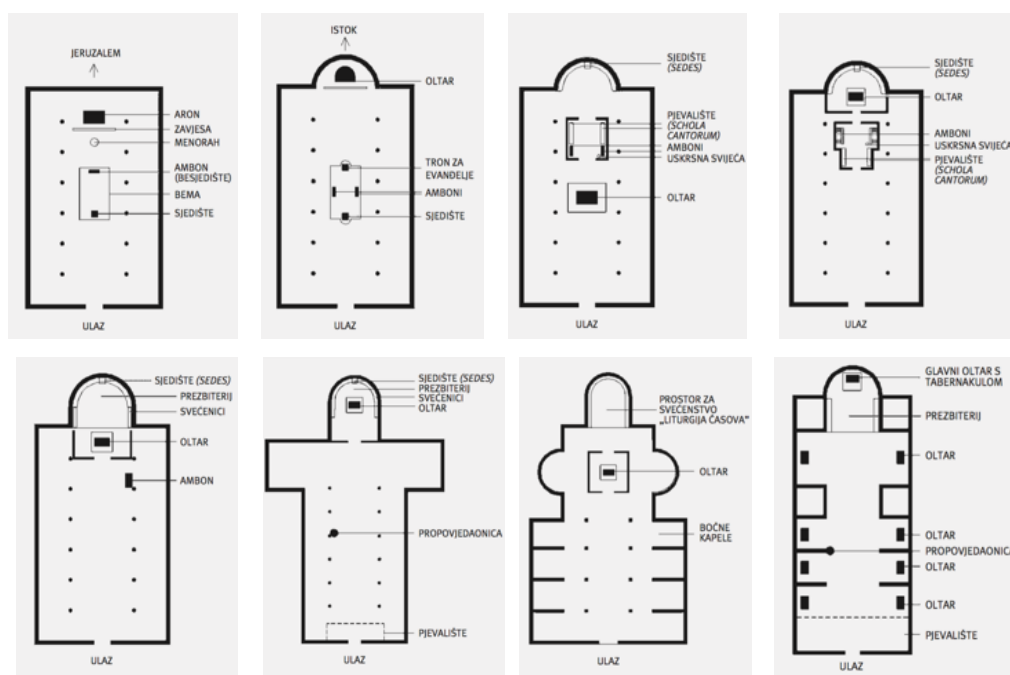 JERUZALEM
ARON
ZAVJESA
MENORAH
AMBON
(BESJEDIŠTE)
BEMA
SJEDIŠTE
ULAZ
ISTOK
OLTAR
TRON ZA
EVANĐELJE
AMBONI
SJEDIŠTE
ULAZ
SJEDIŠTE
(SEDES)
PJEVALIŠTE
(SCHOLA
CANTORUM)
AMBONI
USKRSNA SVIJEĆA
OLTAR
ULAZ
SJEDIŠTE
(SEDES)
OLTAR
AMBONI
USKRSNA SVIJEĆA
PJEVALIŠTE
(SCHOLA
CANTORUM)
ULAZ
SJEDIŠTE (SEDES)
PREZBITERIJ
SVEĆENICI
OLTAR
AMBON
ULAZ
SJEDIŠTE (SEDES)
PREZBITERIJ
SVEĆENICI
OLTAR
PROPOVJEDAONICA
PJEVALIŠTE
ULAZ
PROSTOR ZA
SVEĆENSTVO
„LITURGIJA ČASOVA"
OLTAR
BOČNE
KAPELE
ULAZ
GLAVNI OLTAR S
TABERNAKULOM
PREZBITERIJ
OLTAR
OLTAR
PROPOVJEDAONICA
OLTAR
OLTAR
PJEVALIŠTE
ULAZ